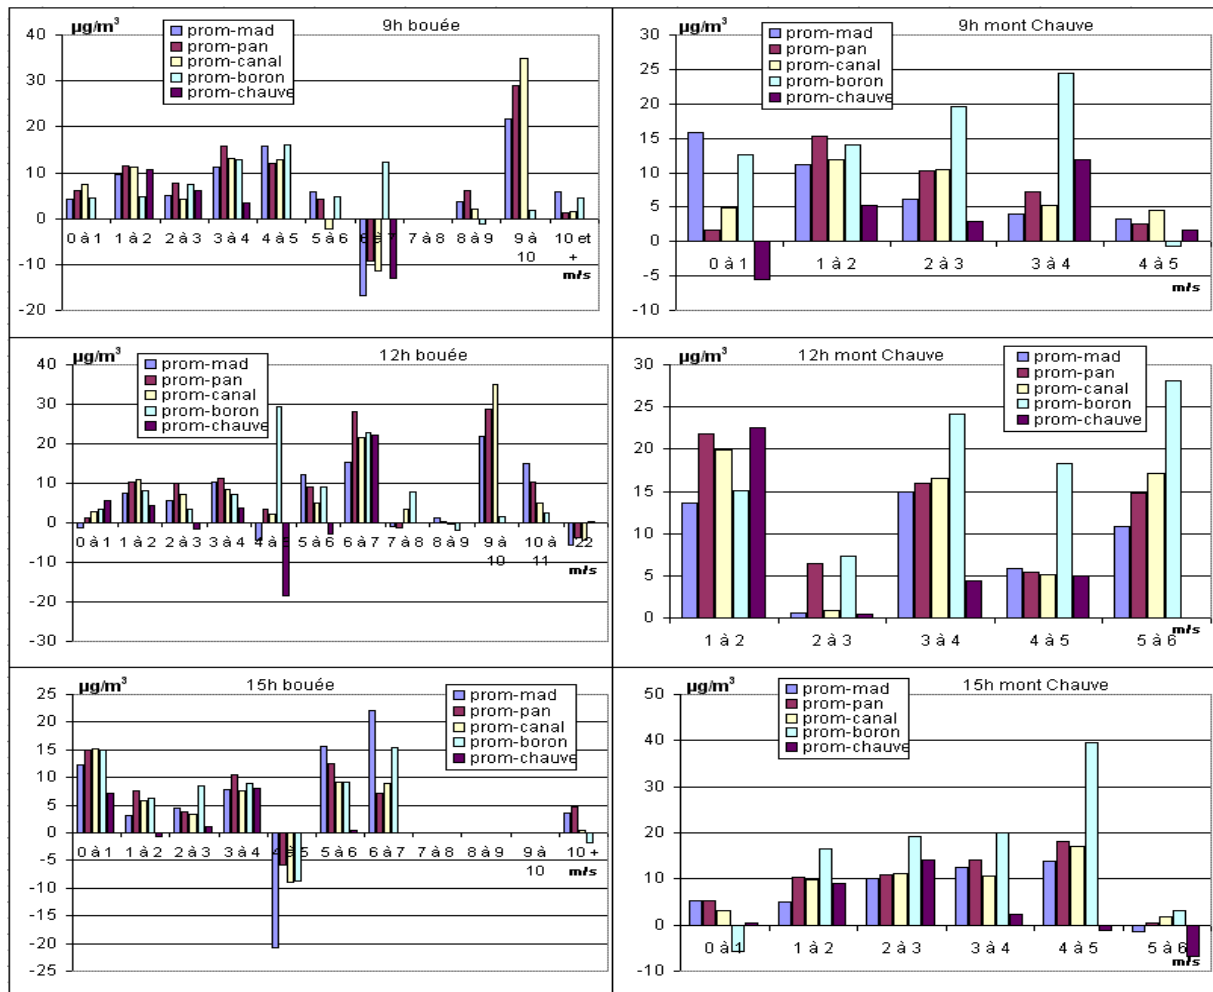 µg/m³ 9h bouée
prom-mad
prom-pan
prom-canal
prom-boron
prom-chauve
40
30
20
10
0
-10
-20
0 à 1 1 à 2 2 à 3 3 à 4 4 à 5 5 à 6 6 à 7 7 à 8 8 à 9 9 à 10 et
10 +
m/s
µg/m³ 9h mont Chauve
prom-mad
prom-pan
prom-canal
prom-boron
prom-chauve
30
25
20
15
10
5
0
-5
-10
0 à 1 1 à 2 2 à 3 3 à 4 4 à 5
m/s
µg/m³ 12h bouée
prom-mad
prom-pan
prom-canal
prom-boron
prom-chauve
40
30
20
10
0
-10
-20
-30
0 à 1 1 à 2 2 à 3 3 à 4 4 à 5 5 à 6 6 à 7 7 à 8 8 à 9 9 à 10 à 22
10 11
m/s
µg/m³ 12h mont Chauve
prom-mad
prom-pan
prom-canal
prom-boron
prom-chauve
30
25
20
15
10
5
0
1 à 2 2 à 3 3 à 4 4 à 5 5 à 6
m/s
µg/m³ 15h bouée
prom-mad
prom-pan
prom-canal
prom-boron
prom-chauve
25
20
15
10
5
0
-5
-10
-15
-20
-25
0 à 1 1 à 2 2 à 3 3 à 4 4 à 5 5 à 6 6 à 7 7 à 8 8 à 9 9 à 10 +
10 m/s
µg/m³ 15h mont Chauve
prom-mad
prom-pan
prom-canal
prom-boron
prom-chauve
50
40
30
20
10
0
-10
0 à 1 1 à 2 2 à 3 3 à 4 4 à 5 5 à 6
m/s